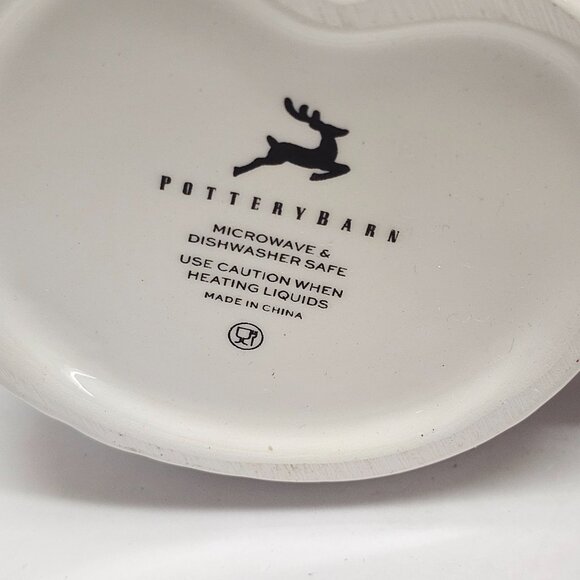 POTTERYBARN
MICROWAVE &
DISHWASHER SAFE
USE CAUTION WHEN
HEATING LIQUIDS
MADE IN CHINA